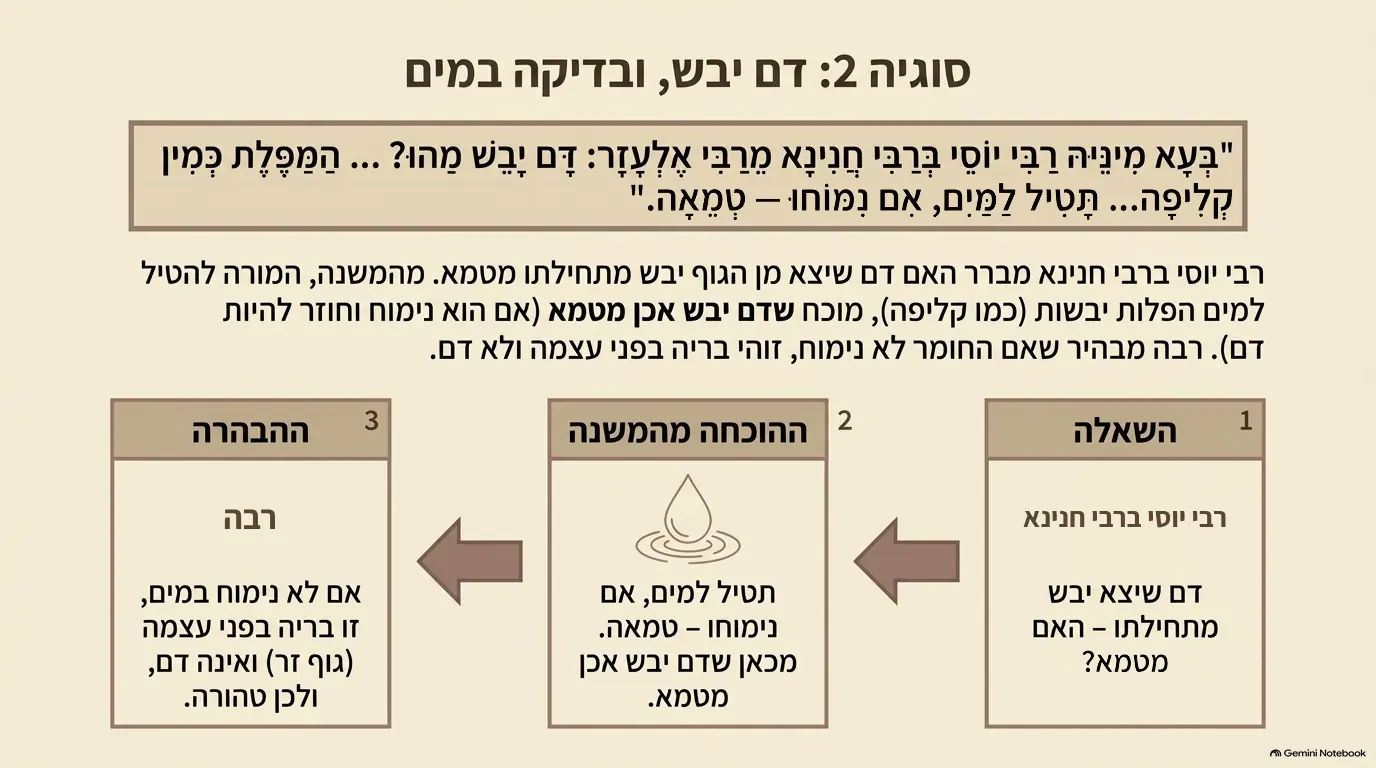 סוגיה 2: דם יבש, ובדיקה במים
"בְּעָא מִינֵּיהּ רַבִּי יוֹסֵי בְּרַבִּי חֲנִינָא מֵרַבִּי אֶלְעָזָר: דָּם יָבֵשׁ מַהוּ? ... הַמַּפֶּלֶת כְּמִין
קְלִיפָה... תָּטִיל לַמַּיִם, אִם נִמּוֹחוּ – טְמֵאָה."
רבי יוסי ברבי חנינא מברר האם דם שיצא מן הגוף יבש מתחילתו מטמא. מהמשנה, המורה להטיל
למים הפלות יבשות (כמו קליפה), מוכח שדם יבש אכן מטמא (אם הוא נימוח וחוזר להיות
דם). רבה מבהיר שאם החומר לא נימוח, זוהי בריה בפני עצמה ולא דם.
1
השאלה
רבי יוסי ברבי חנינא
דם שיצא יבש
מתחילתו – האם
מטמא?
2
ההוכחה מהמשנה
תטיל למים, אם
נימוחו – טמאה.
מכאן שדם יבש אכן
מטמא.
3
ההבהרה
רבה
אם לא נימוח במים,
זו בריה בפני עצמה
(גוף זר) ואינה דם,
ולכן טהורה.
Gemini Notebook